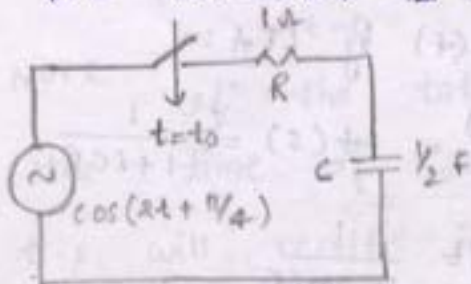 1Ω
R
t=t₀
C
½ F
cos(2t + π/4)